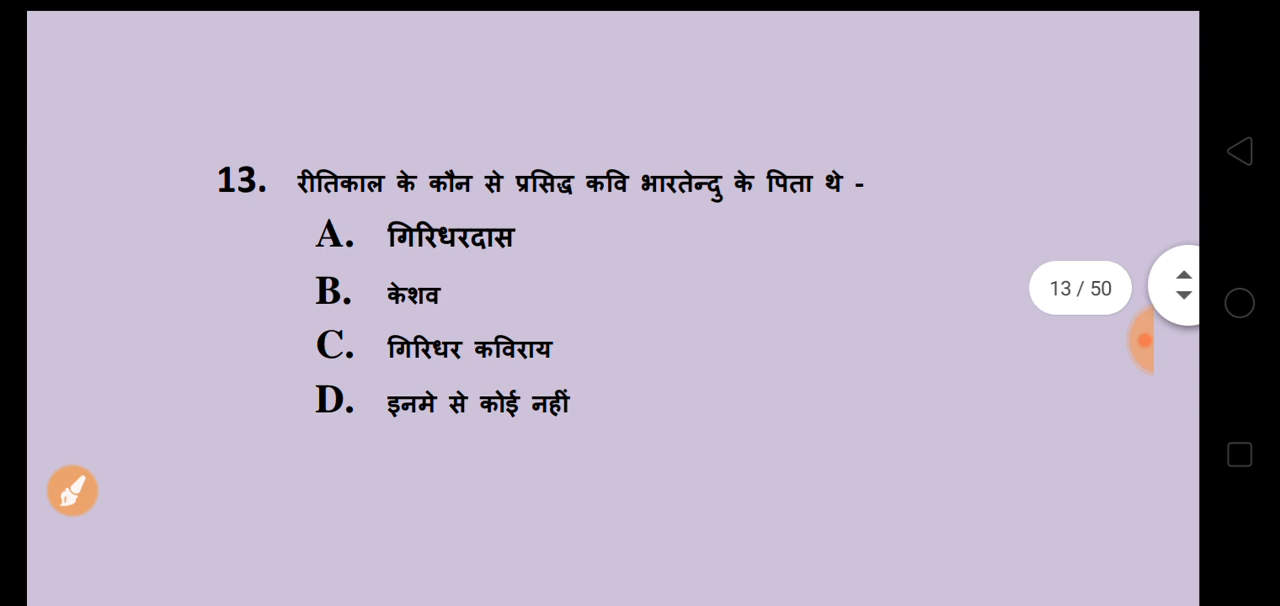 13. रीतिकाल के कौन से प्रसिद्ध कवि भारतेन्दु के पिता थे -
A. गिरिधरदास
B. केशव
13 / 50
C. गिरिधर कविराय
D. इनमे से कोई नहीं